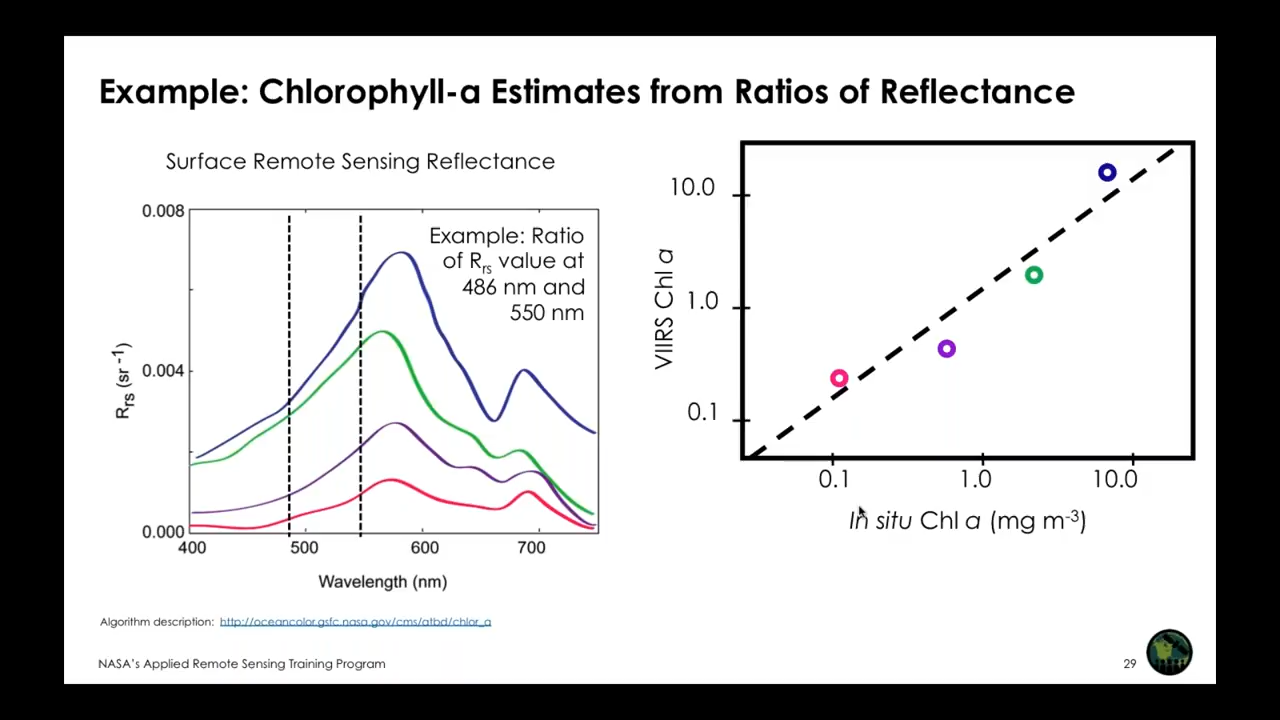 Example: Chlorophyll-a Estimates from Ratios of Reflectance
Surface Remote Sensing Reflectance
0.008
0.004
0.000
Rrs (sr -1)
400
500
600
700
Wavelength (nm)
Example: Ratio
of Rrs value at
486 nm and
550 nm
10.0
1.0
0.1
VIIRS Chl a
0.1
1.0
10.0
In situ Chl a (mg m-3)
Algorithm description: http://oceancolor.gsfc.nasa.gov/cms/atbd/chlor_a
NASA's Applied Remote Sensing Training Program
29